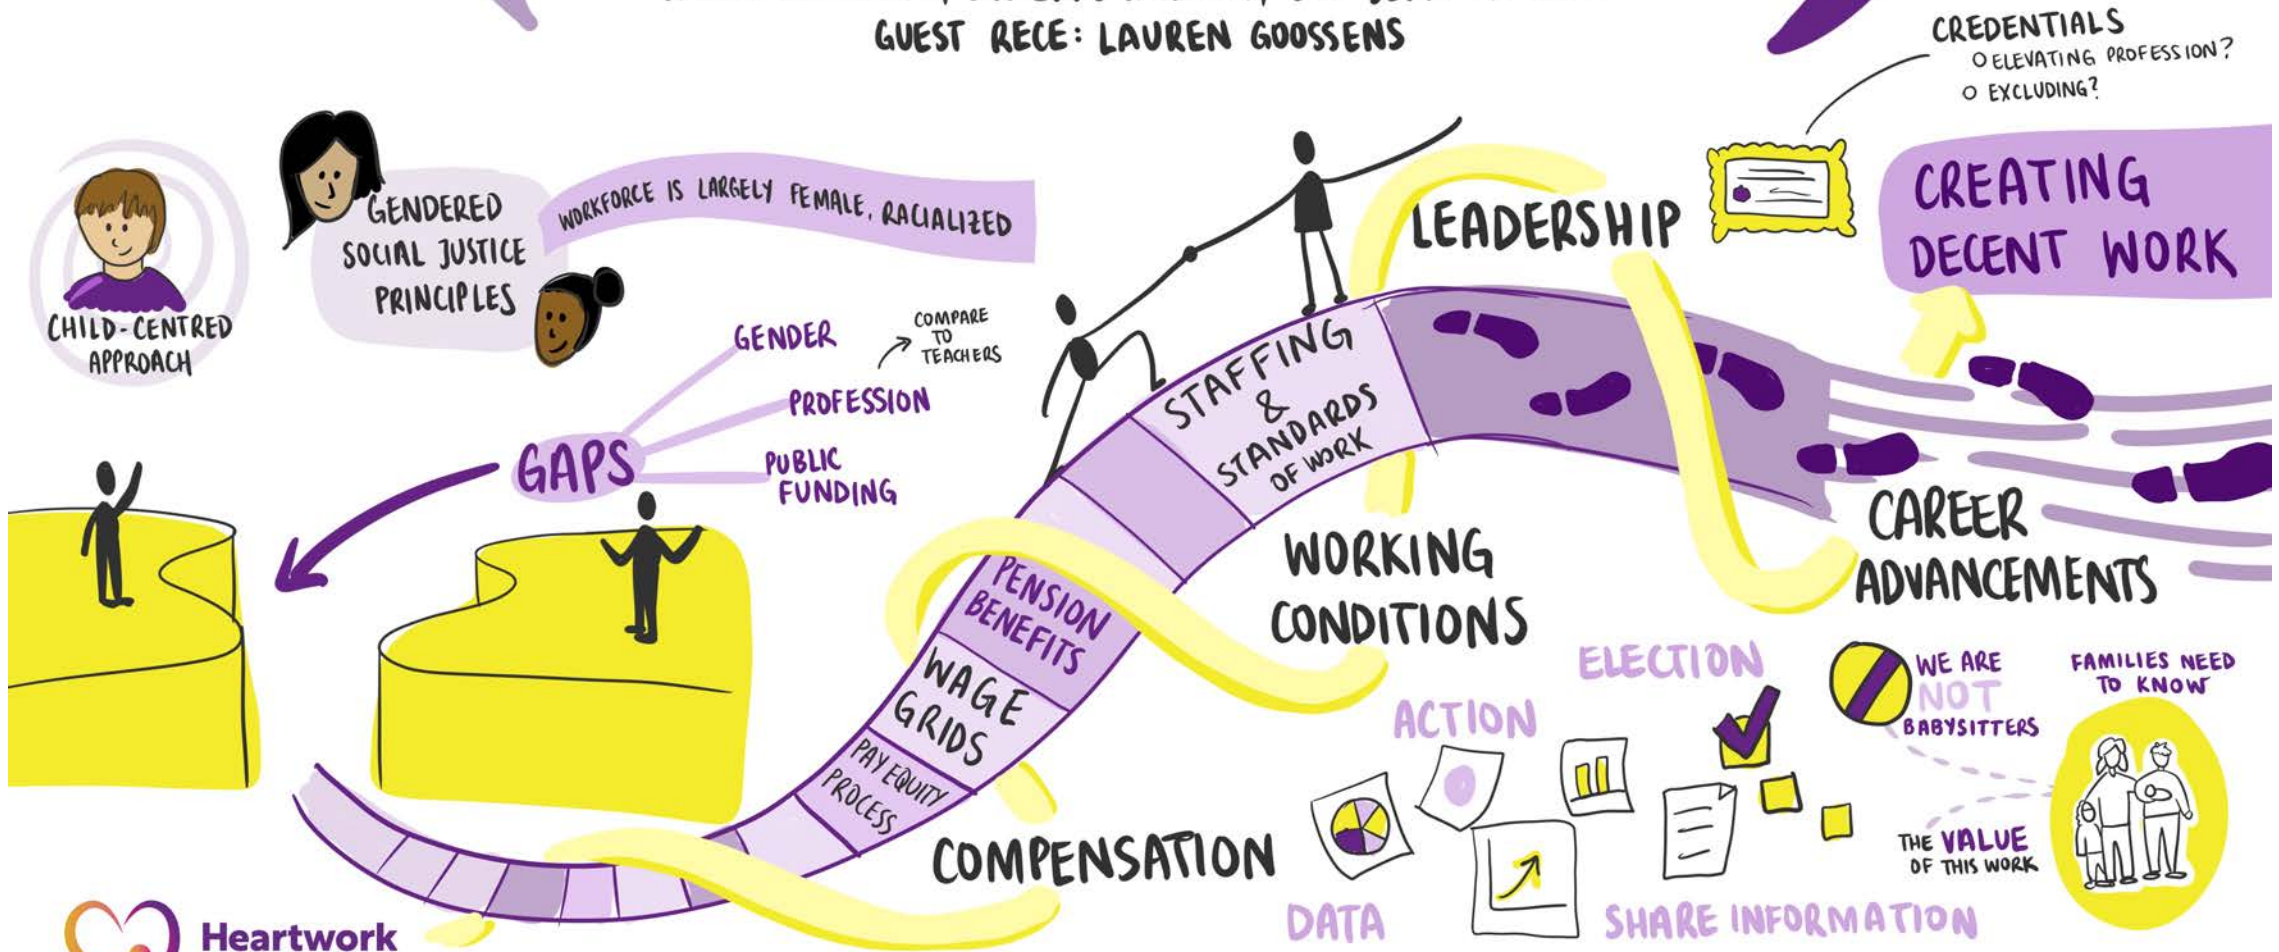 GUEST RECE: LAUREN GOOSSENS
CREDENTIALS
O ELEVATING PROFESSION?
O EXCLUDING?
CHILD-CENTRED
APPROACH
GENDERED
SOCIAL JUSTICE
PRINCIPLES
WORKFORCE IS LARGELY FEMALE, RACIALIZED
LEADERSHIP
CREATING
DECENT WORK
GAPS
GENDER
PROFESSION
COMPARE
TO
TEACHERS
PUBLIC
FUNDING
STAFFING
&
STANDARDS
OF WORK
PENSION
BENEFITS
WAGE
GRIDS
PAY EQUITY
PROCESS
WORKING
CONDITIONS
CAREER
ADVANCEMENTS
COMPENSATION
ACTION
ELECTION
DATA
SHARE INFORMATION
WE ARE
NOT
BABYSITTERS
FAMILIES NEED
TO KNOW
THE VALUE
OF THIS WORK
Heartwork